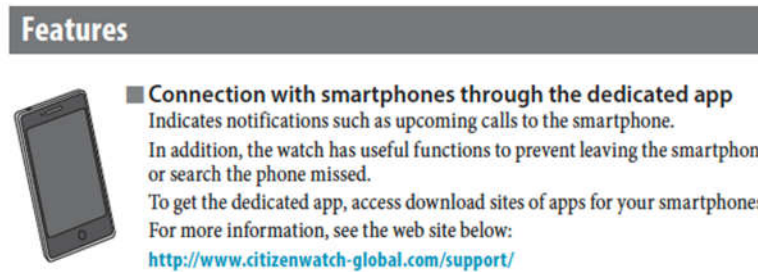 Features
Connection with smartphones through the dedicated app
Indicates notifications such as upcoming calls to the smartphone.
In addition, the watch has useful functions to prevent leaving the smartphon
or search the phone missed.
To get the dedicated app, access download sites of apps for your smartphone
For more information, see the web site below:
http://www.citizenwatch-global.com/support/